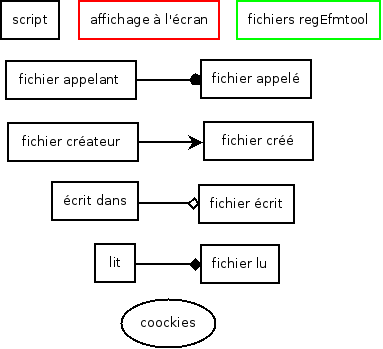 script
affichage à l'écran
fichiers regEfmtool
fichier appelant
fichier appelé
fichier créateur
fichier créé
écrit dans
fichier écrit
lit
fichier lu
coockies